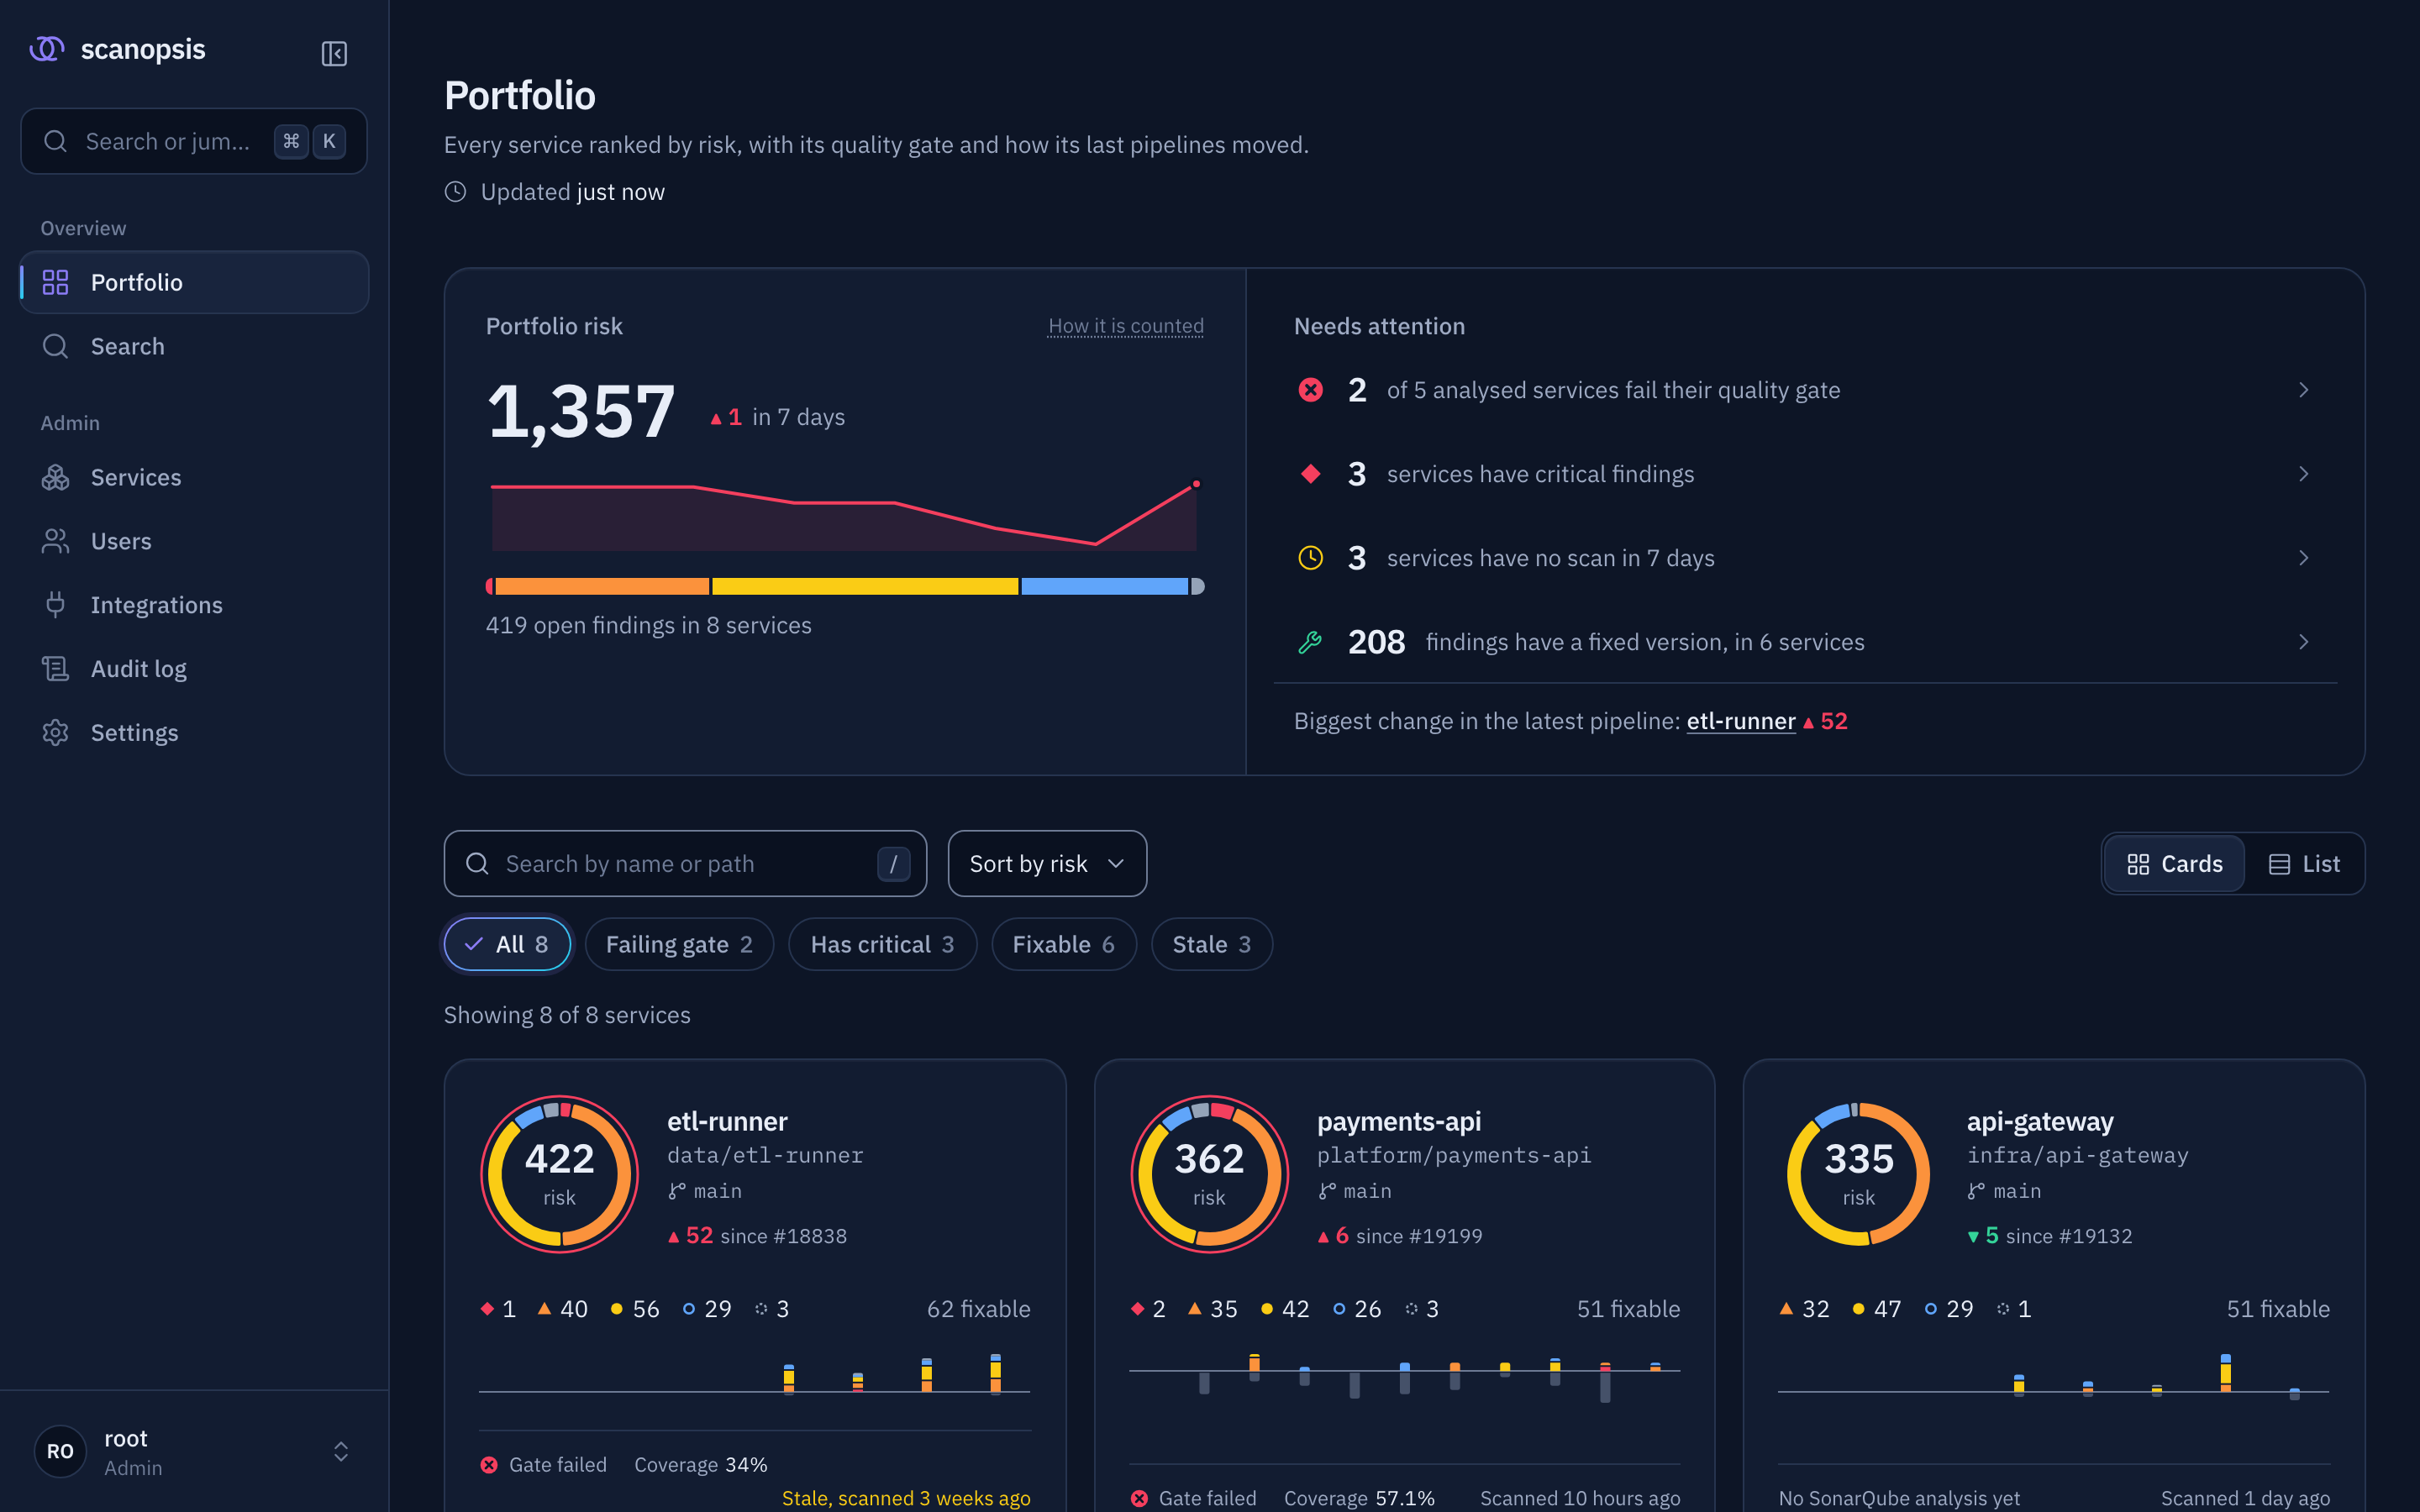 scanopsis
Search or jum... ⌘ K
Overview
Portfolio
Search
Admin
Services
Users
Integrations
Audit log
Settings
RO
root
Admin
Portfolio
Every service ranked by risk, with its quality gate and how its last pipelines moved.
Updated just now
Portfolio risk
How it is counted
1,357 ▲ 1 in 7 days
419 open findings in 8 services
Needs attention
2 of 5 analysed services fail their quality gate
3 services have critical findings
3 services have no scan in 7 days
208 findings have a fixed version, in 6 services
Biggest change in the latest pipeline: etl-runner ▲ 52
Search by name or path /
Sort by risk
Cards
List
All 8
Failing gate 2
Has critical 3
Fixable 6
Stale 3
Showing 8 of 8 services
422
risk
etl-runner
data/etl-runner
main
▲ 52 since #18838
1 40 56 29 3 62 fixable
Gate failed Coverage 34%
Stale, scanned 3 weeks ago
362
risk
payments-api
platform/payments-api
main
▲ 6 since #19199
2 35 42 26 3 51 fixable
Gate failed Coverage 57.1% Scanned 10 hours ago
335
risk
api-gateway
infra/api-gateway
main
▼ 5 since #19132
32 47 29 1 51 fixable
No SonarQube analysis yet Scanned 1 day ago